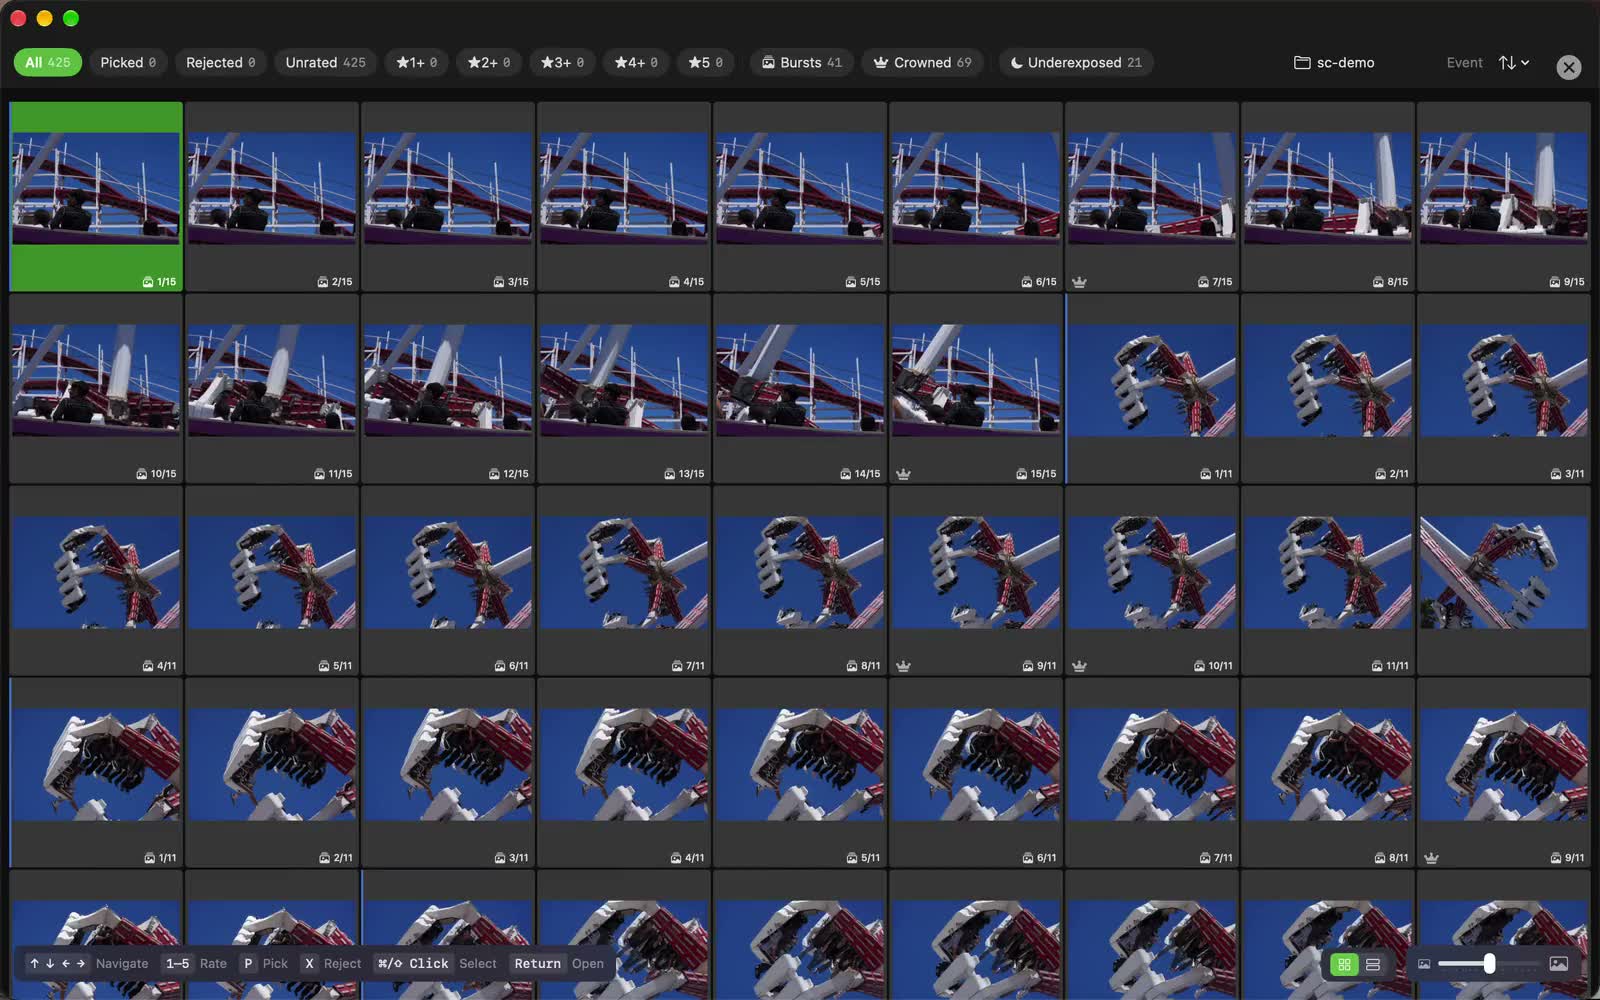 All 425 Picked 0 Rejected 0 Unrated 425 ★1+ 0 ★2+ 0 ★3+ 0 ★4+ 0 ★5 0 Bursts 41 Crowned 69 Underexposed 21 sc-demo Event
1/15 2/15 3/15 4/15 5/15 6/15 7/15 8/15 9/15
10/15 11/15 12/15 13/15 14/15 15/15 1/11 2/11 3/11
4/11 5/11 6/11 7/11 8/11 9/11 10/11 11/11
1/11 2/11 3/11 4/11 5/11 6/11 7/11 8/11 9/11
↑ ↓ ← → Navigate 1–5 Rate P Pick X Reject ⌘/⇧ Click Select Return Open